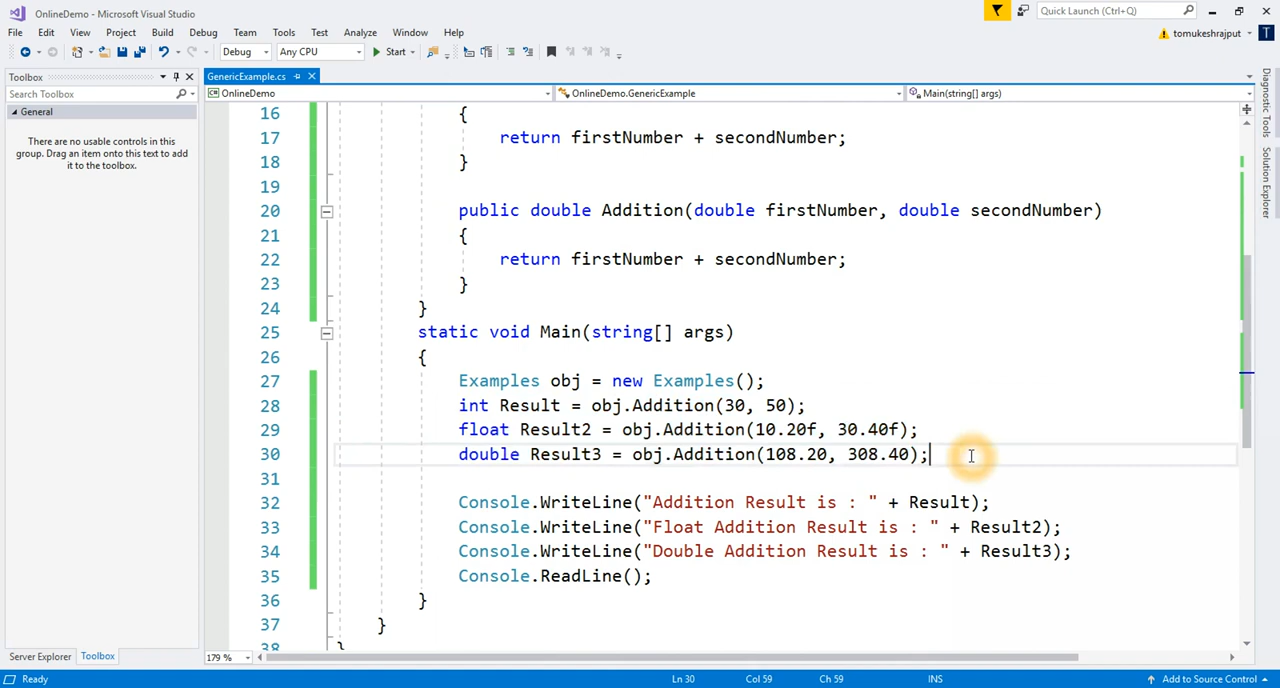 OnlineDemo - Microsoft Visual Studio
Quick Launch (Ctrl+Q)
File Edit View Project Build Debug Team Tools Test Analyze Window Help
tomukeshrajput T
Debug Any CPU Start
Toolbox
GenericExample.cs
Search Toolbox
OnlineDemo OnlineDemo.GenericExample Main(string[] args)
General
There are no usable controls in this
group. Drag an item onto this text to add
it to the toolbox.
16 {
17 return firstNumber + secondNumber;
18 }
19
20 public double Addition(double firstNumber, double secondNumber)
21 {
22 return firstNumber + secondNumber;
23 }
24 }
25 static void Main(string[] args)
26 {
27 Examples obj = new Examples();
28 int Result = obj.Addition(30, 50);
29 float Result2 = obj.Addition(10.20f, 30.40f);
30 double Result3 = obj.Addition(108.20, 308.40);
31
32 Console.WriteLine("Addition Result is : " + Result);
33 Console.WriteLine("Float Addition Result is : " + Result2);
34 Console.WriteLine("Double Addition Result is : " + Result3);
35 Console.ReadLine();
36 }
37 }
38 }
Diagnostic Tools
Solution Explorer
Server Explorer Toolbox
179 %
Ready Ln 30 Col 59 Ch 59 INS Add to Source Control